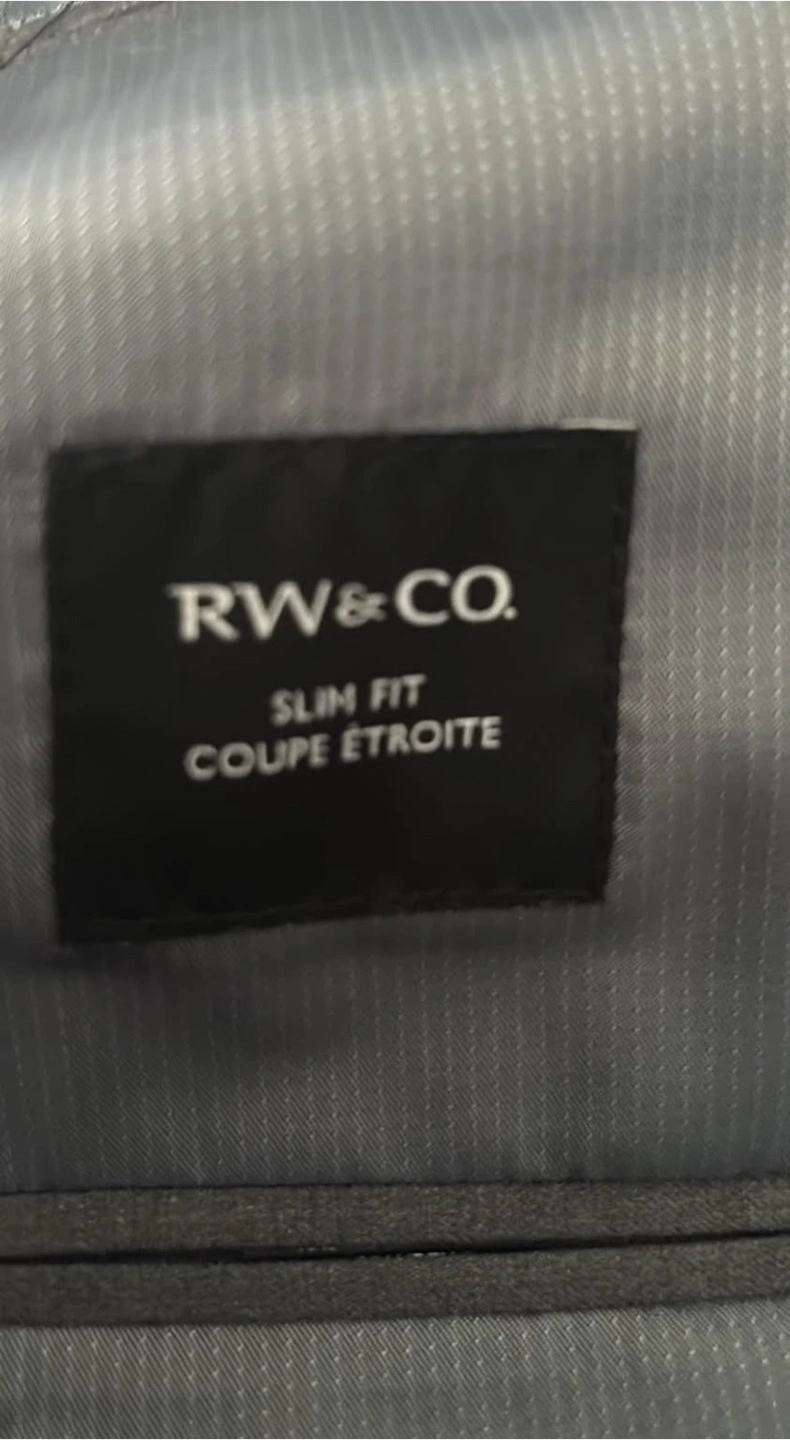 RW&CO.
SLIM FIT
COUPE ÉTROITE